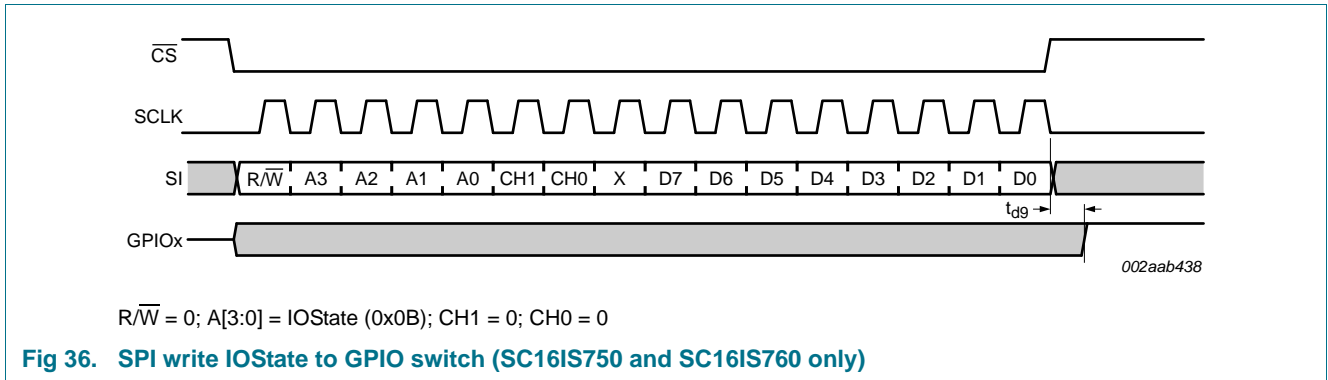 CS
SCLK
SI R/W A3 A2 A1 A0 CH1 CH0 X D7 D6 D5 D4 D3 D2 D1 D0
td9
GPIOx
002aab438
R/W = 0; A[3:0] = IOState (0x0B); CH1 = 0; CH0 = 0
Fig 36. SPI write IOState to GPIO switch (SC16IS750 and SC16IS760 only)